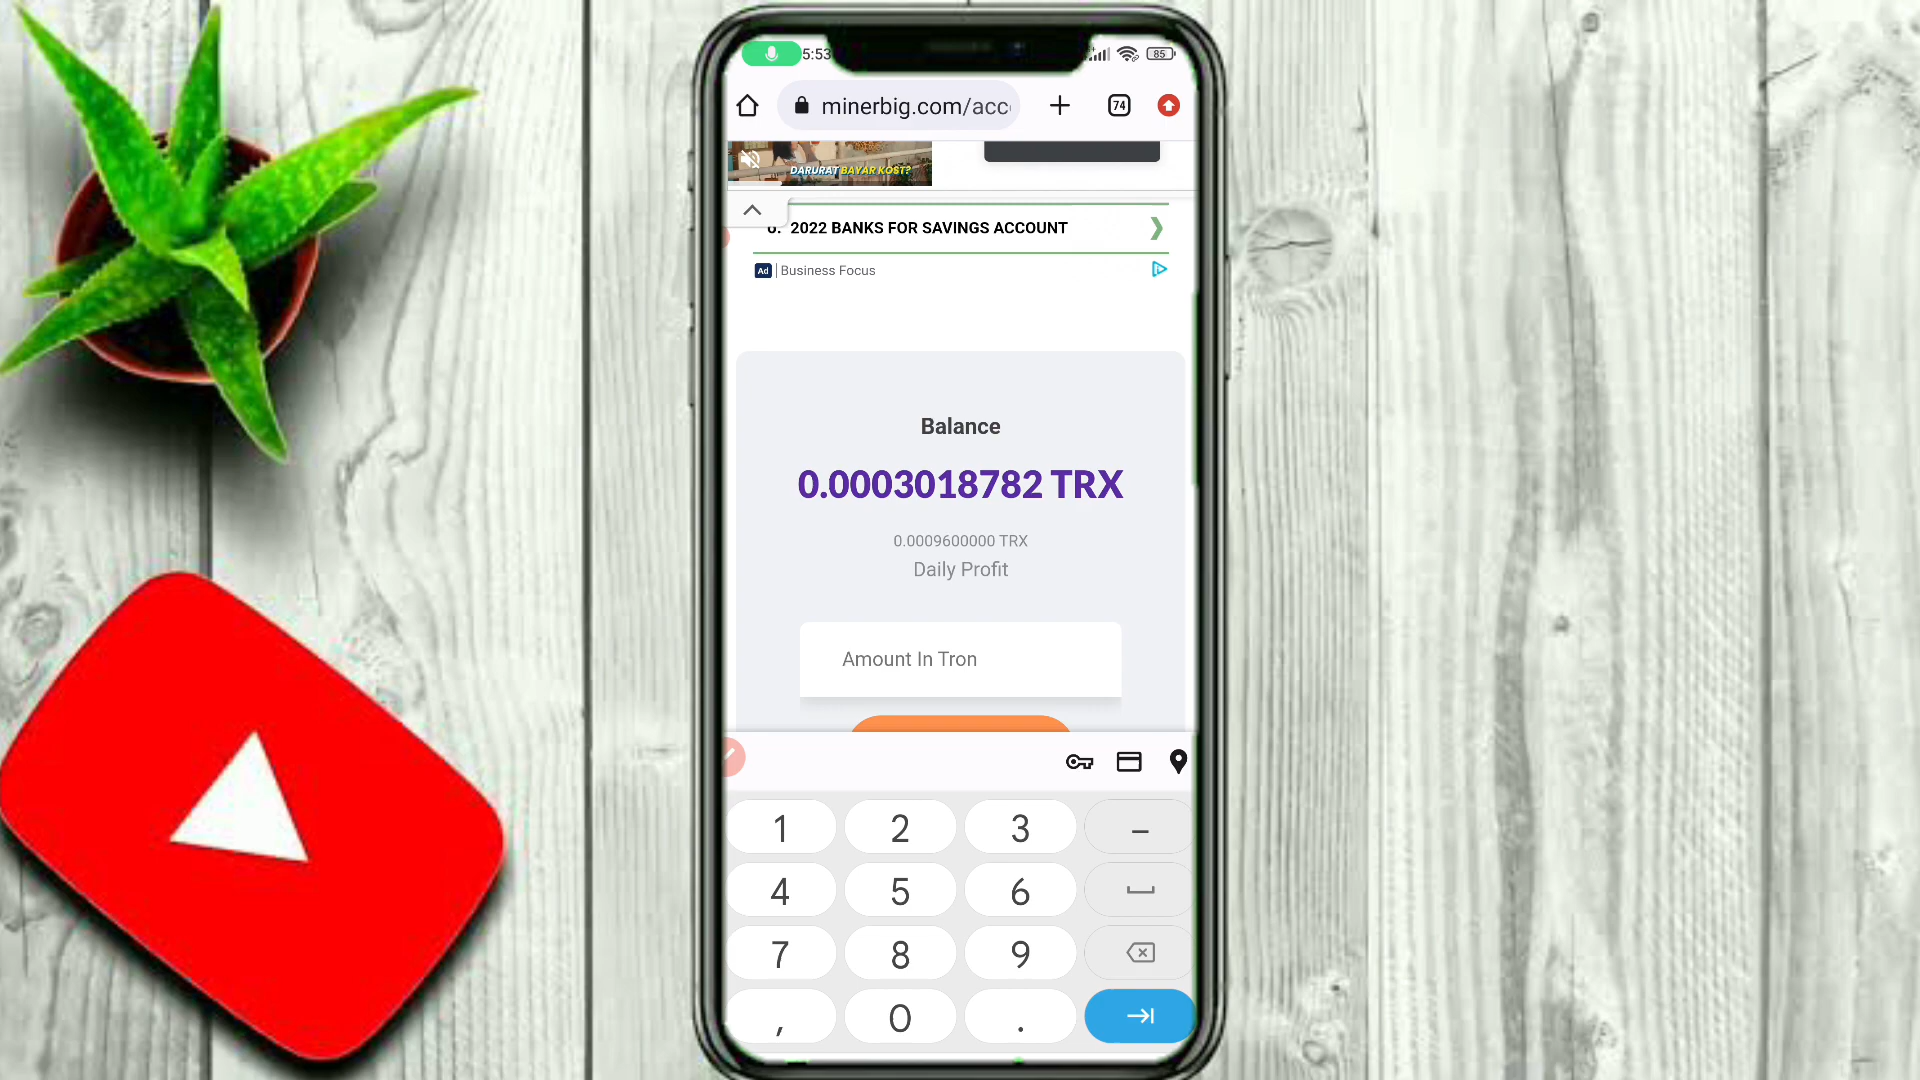 5:53
85
minerbig.com/acc
74
DARURAT BAYAR KOST?
2022 BANKS FOR SAVINGS ACCOUNT
Ad | Business Focus
Balance
0.0003018782 TRX
0.0009600000 TRX
Daily Profit
Amount In Tron
1 2 3 –
4 5 6
7 8 9
, 0 .